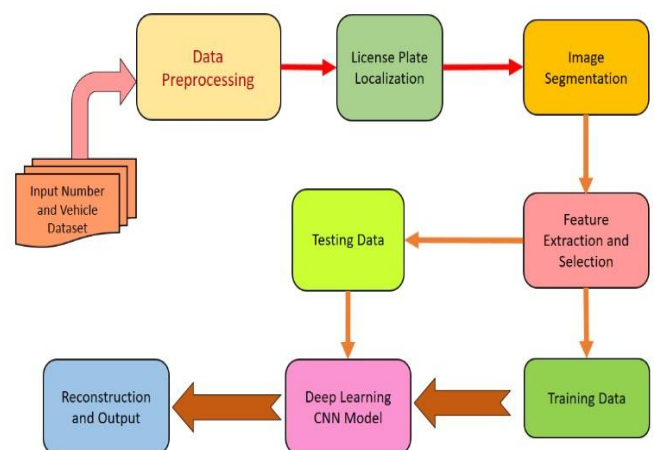 Data
Preprocessing
License Plate
Localization
Image
Segmentation
Input Number
and Vehicle
Dataset
Testing Data
Feature
Extraction and
Selection
Reconstruction
and Output
Deep Learning
CNN Model
Training Data